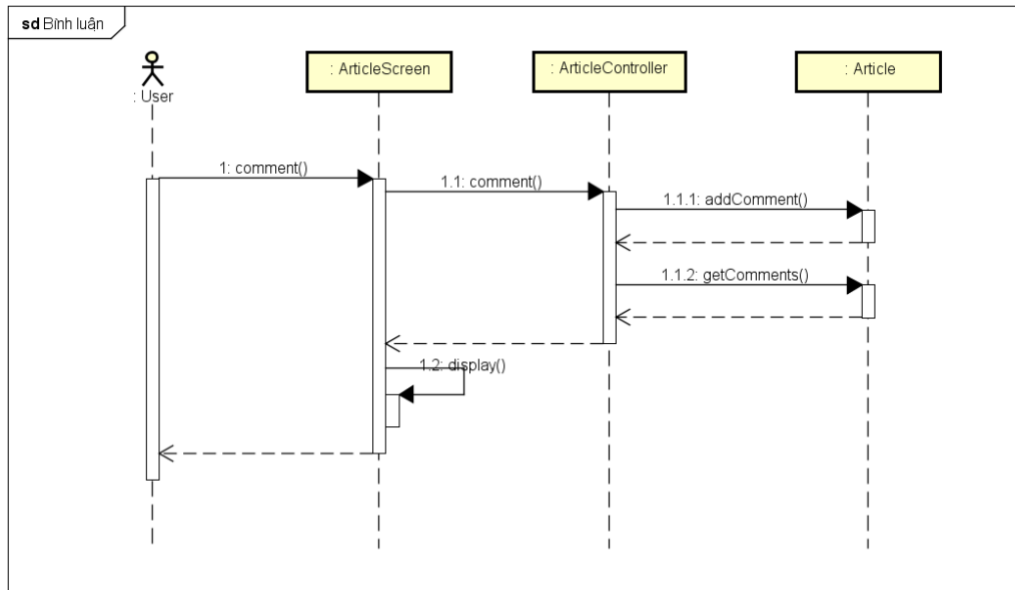 sd Bình luận
: User
: ArticleScreen
: ArticleController
: Article
1: comment()
1.1: comment()
1.1.1: addComment()
1.1.2: getComments()
1.2: display()